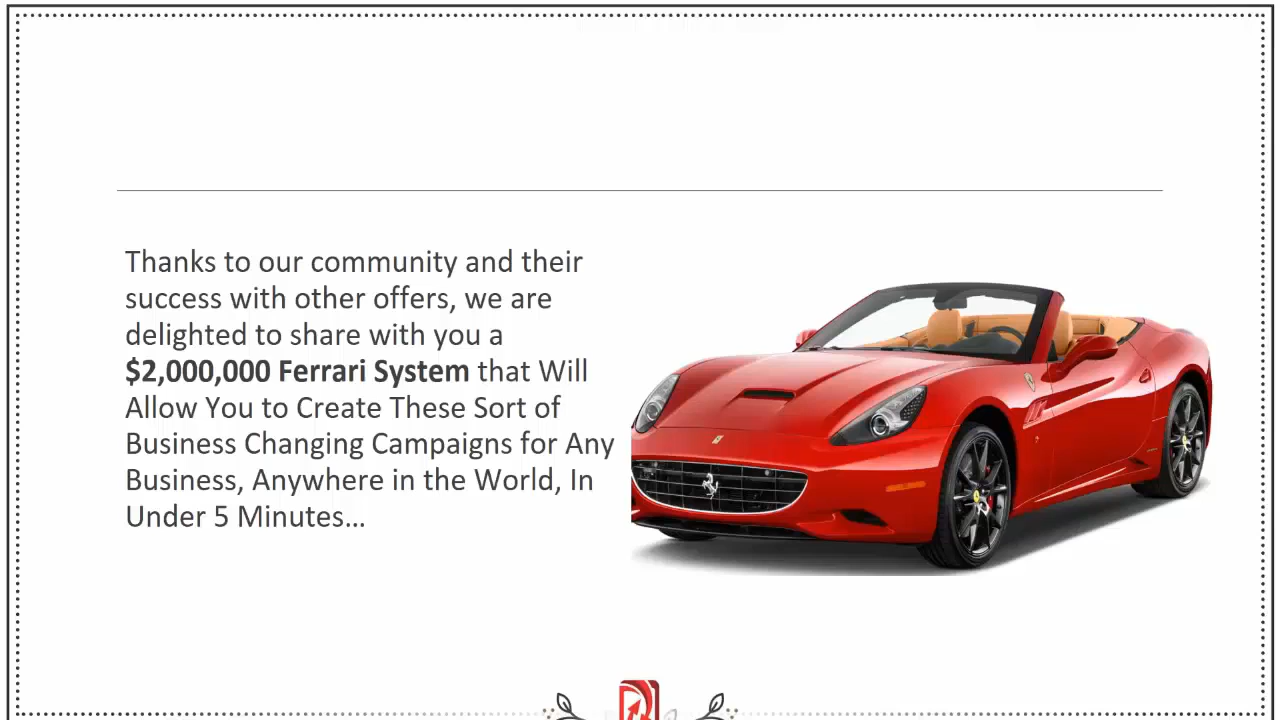 Thanks to our community and their
success with other offers, we are
delighted to share with you a
$2,000,000 Ferrari System that Will
Allow You to Create These Sort of
Business Changing Campaigns for Any
Business, Anywhere in the World, In
Under 5 Minutes...